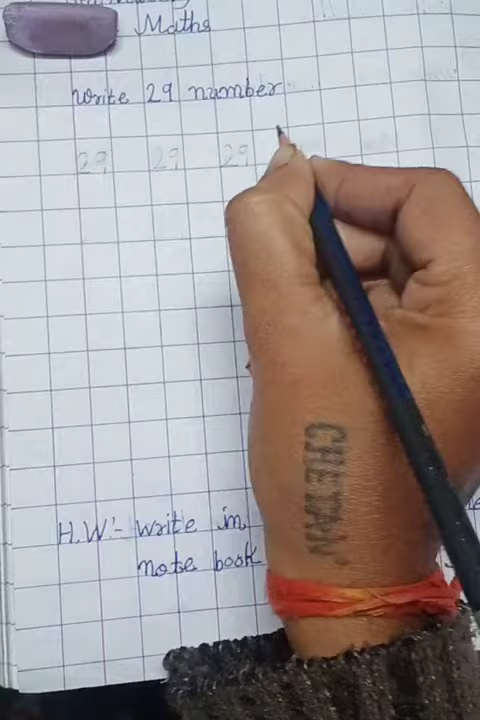 Maths
Write 29 number
29 29 29
CHETAN
H.W:- write in
note book